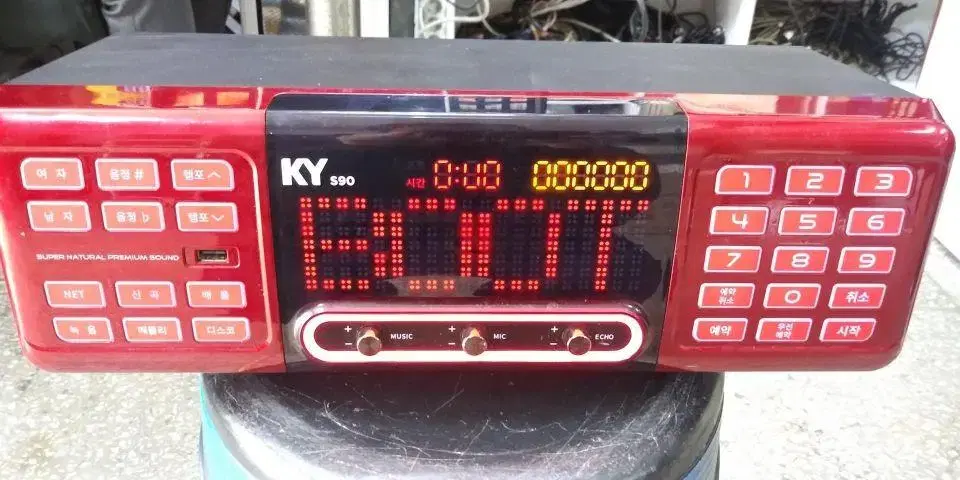 여 자 음정 # 템포 ︿
남 자 음정 ♭ 템포 ﹀
SUPER NATURAL PREMIUM SOUND
NEY 신 곡 애 풀
녹 음 메들리 디스코
KY S90
시간 0:00 000000
BOOT
+
−
MUSIC
+
−
MIC
+
−
ECHO
1 2 3
4 5 6
7 8 9
예약
취소
0 취소
예약
우선
예약
시작